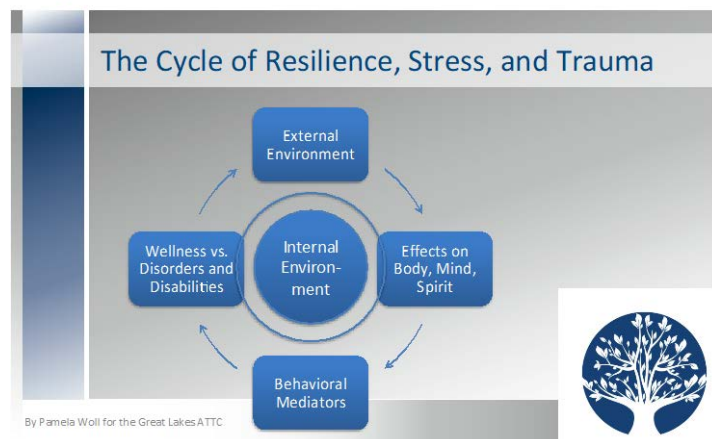 The Cycle of Resilience, Stress, and Trauma
External
Environment
Wellness vs.
Disorders and
Disabilities
Internal
Environ-
ment
Effects on
Body, Mind,
Spirit
Behavioral
Mediators
By Pamela Woll for the Great Lakes ATTC